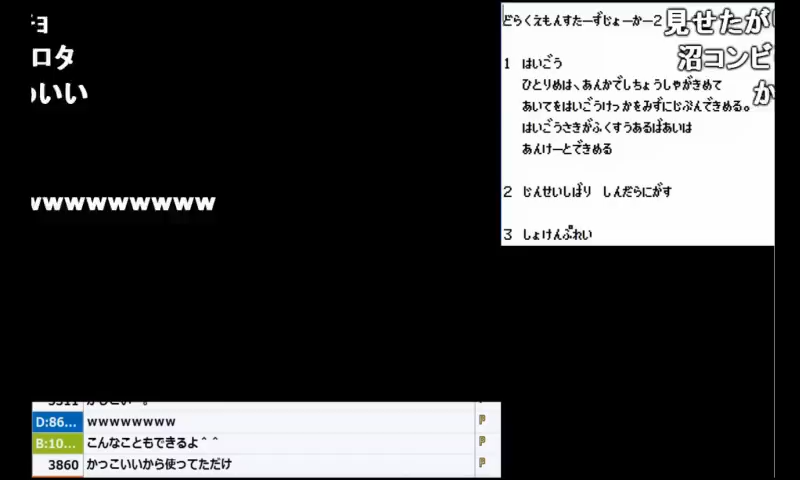 チョ
ロタ
いい
wwwwwwwwww
どらくえもんすたーずじょーかー2
見せたが
沼コンビ
か
1 はいごう
ひとりめは、あんかでしちょうしゃがきめて
あいてをはいごうけっかをみずにじぶんできめる。
はいごうさきがふくすうあるばあいは
あんけーとできめる
2 じんせいしばり しんだらにがす
3 しょけんぷれい
D:86... wwwwwwww P
B:10... こんなこともできるよ＾＾ P
3860 かっこいいから使ってただけ P